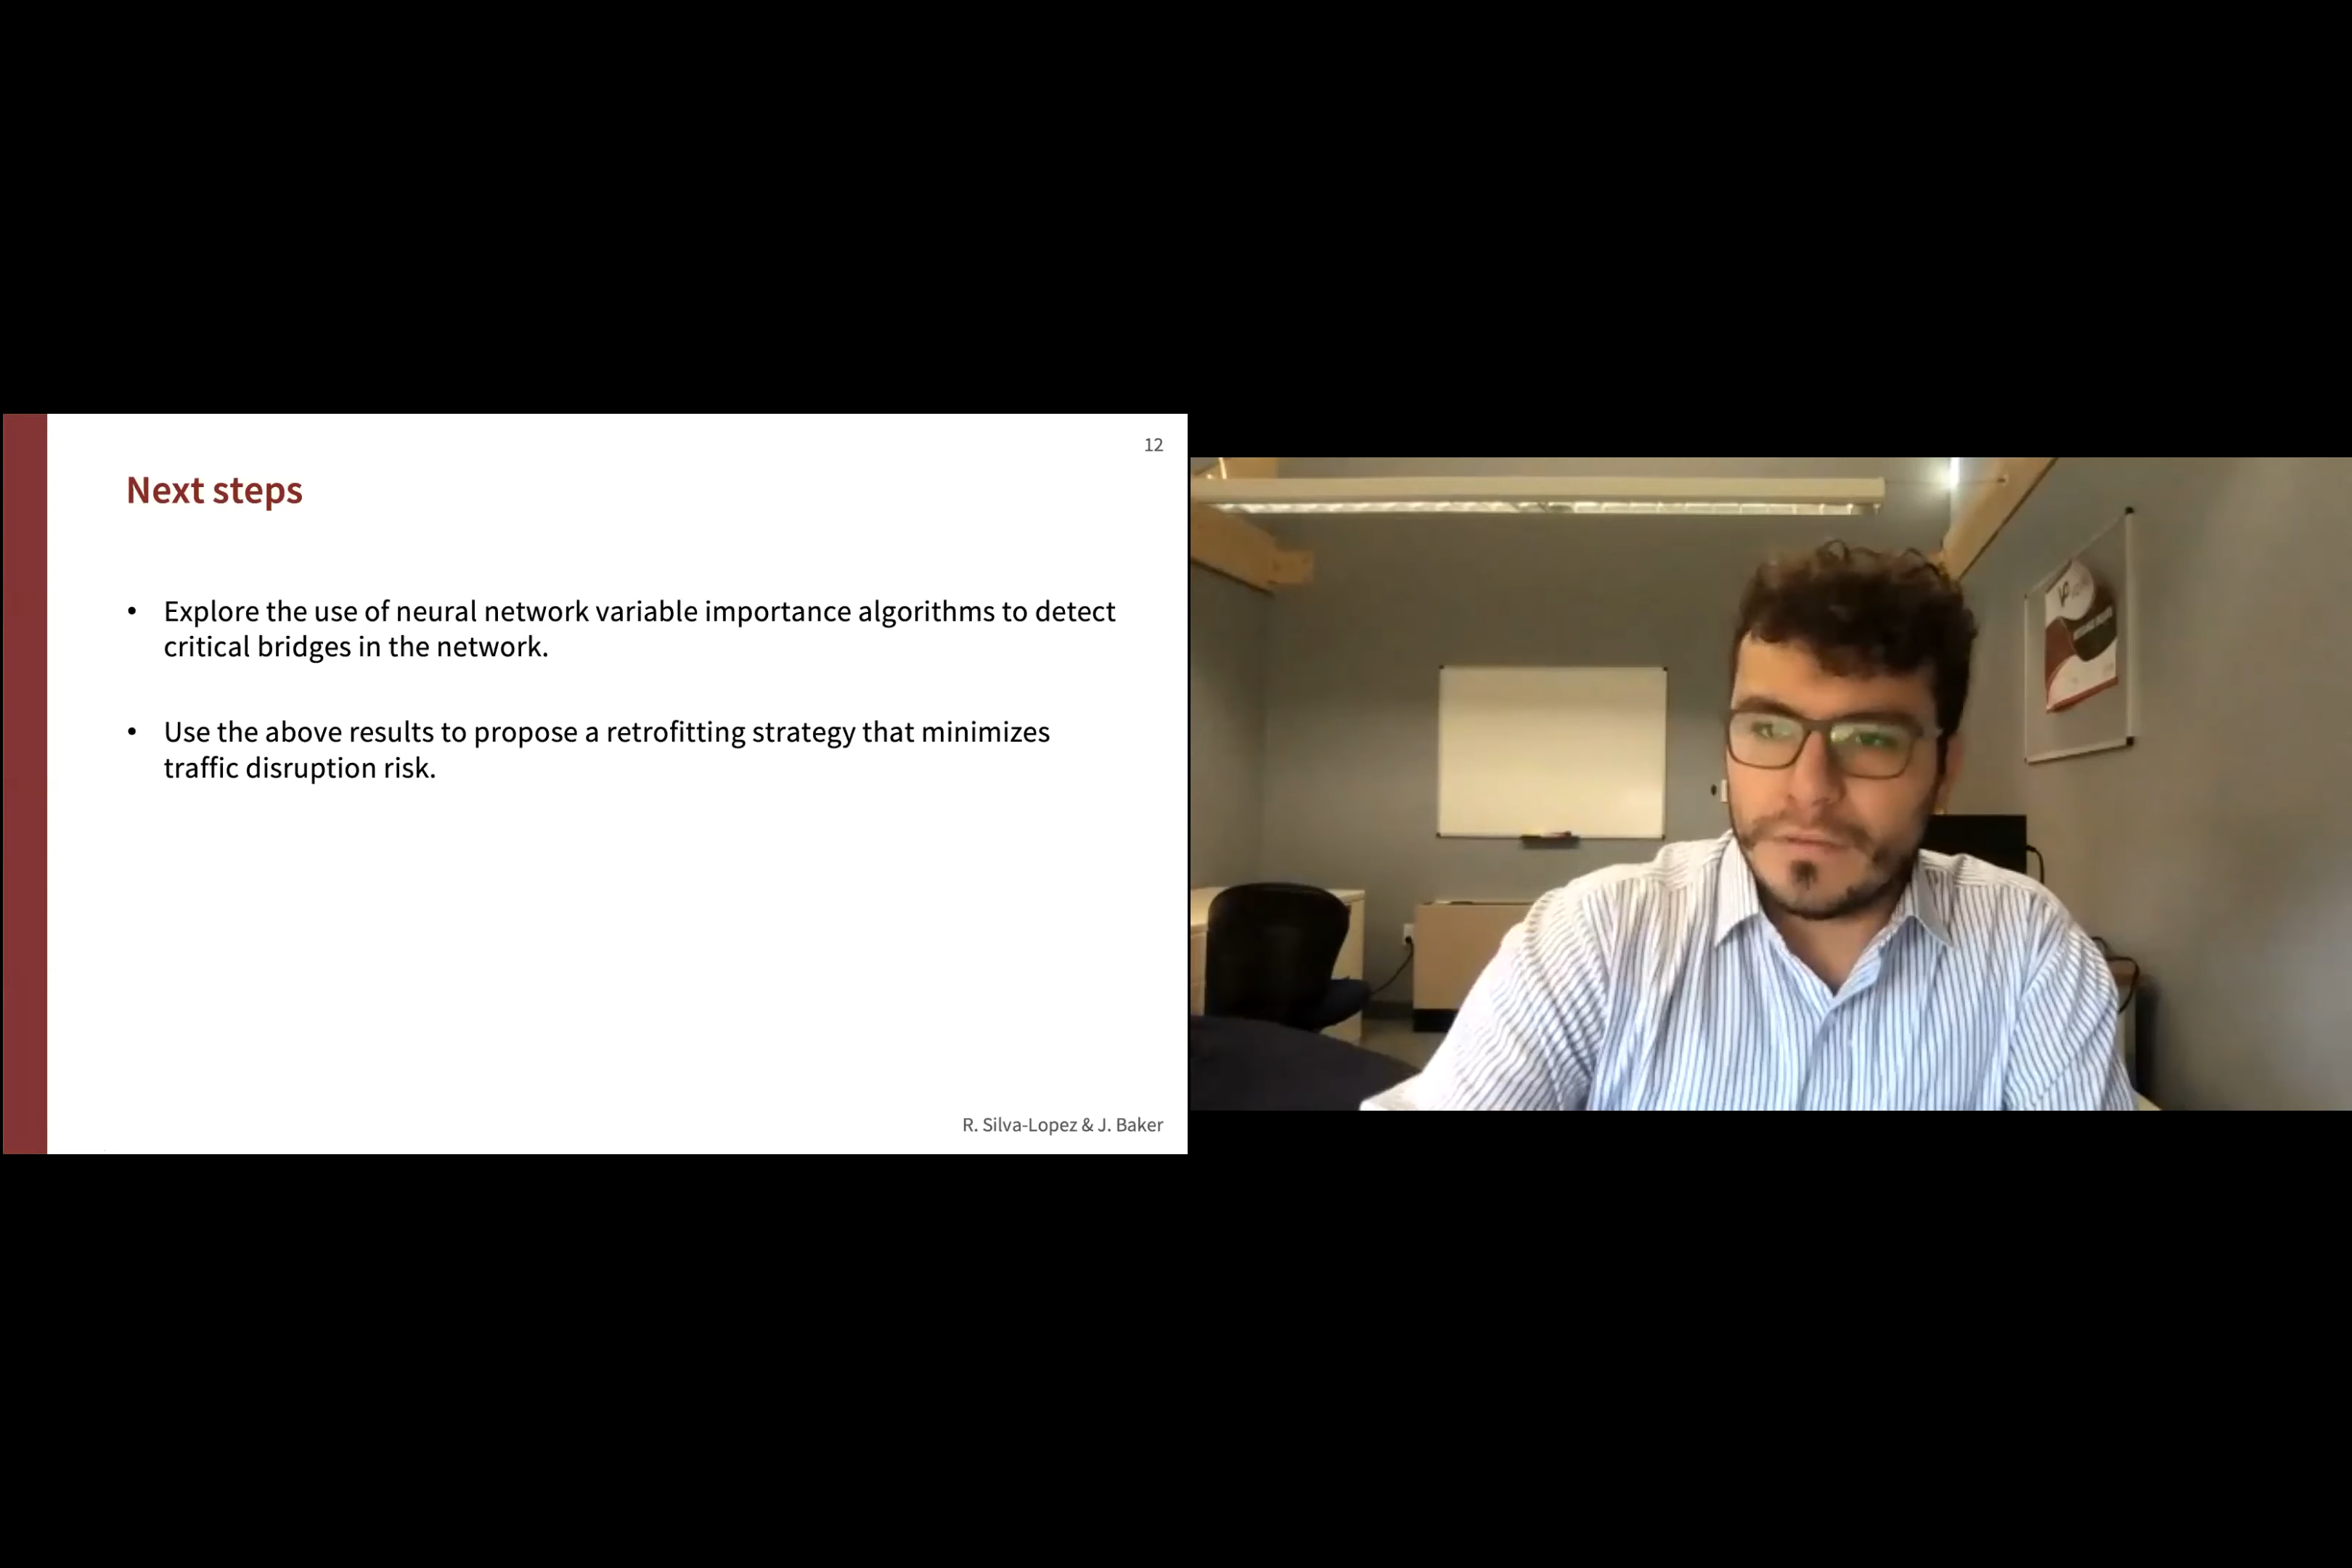 12
Next steps
• Explore the use of neural network variable importance algorithms to detect
critical bridges in the network.
• Use the above results to propose a retrofitting strategy that minimizes
traffic disruption risk.
R. Silva-Lopez & J. Baker